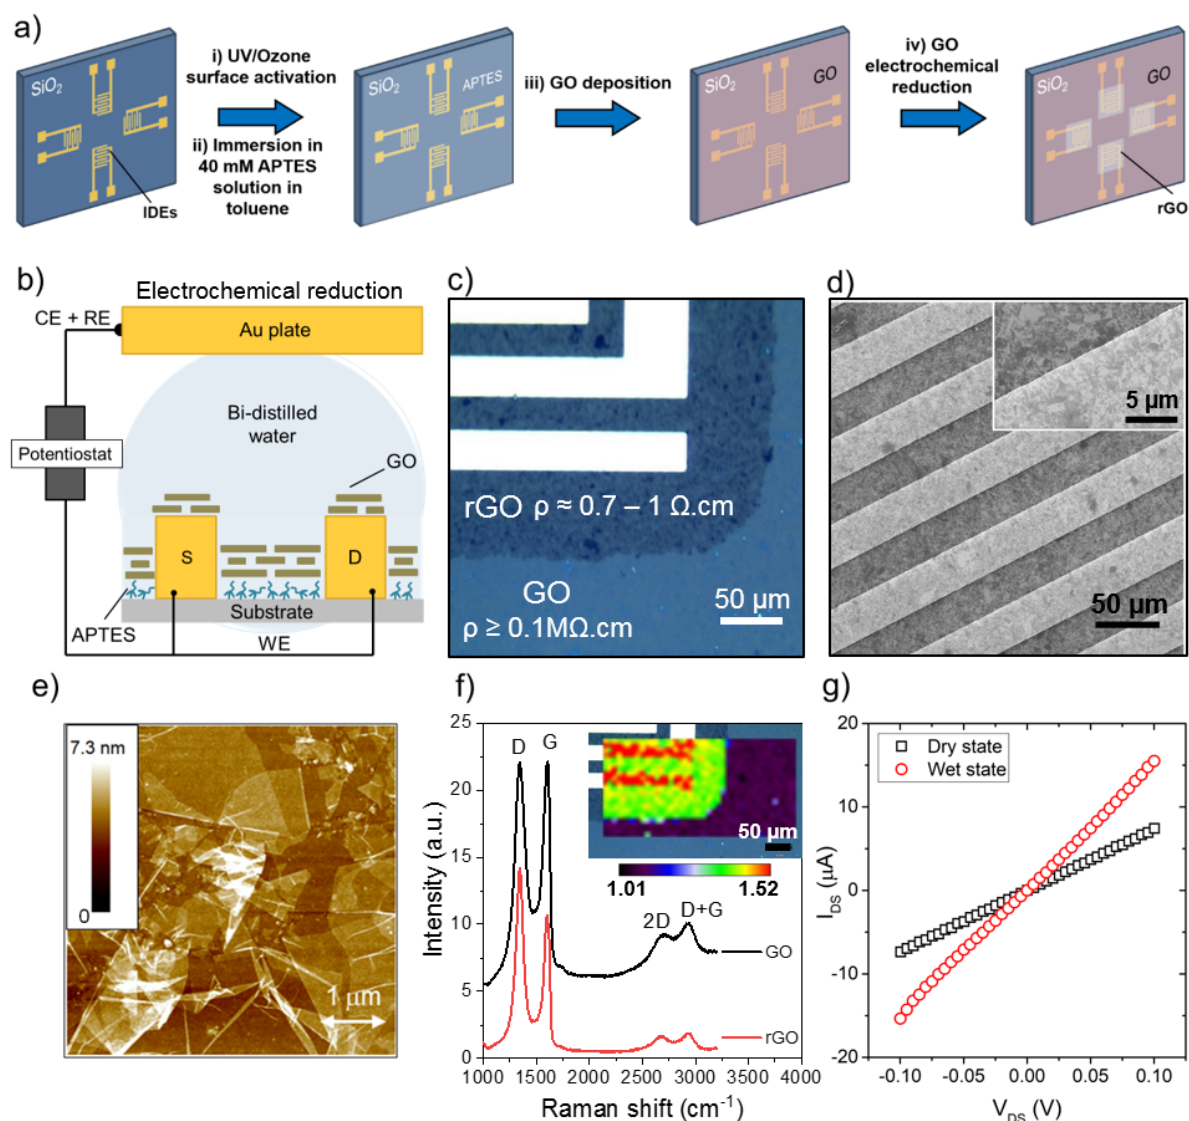 a)
SiO2
IDEs
i) UV/Ozone
surface activation
ii) Immersion in
40 mM APTES
solution in
toluene
SiO2
APTES
iii) GO deposition
SiO2
GO
iv) GO
electrochemical
reduction
SiO2
GO
rGO
b)
Electrochemical reduction
CE + RE
Au plate
Bi-distilled
water
Potentiostat
GO
S
D
APTES
Substrate
WE
c)
rGO ρ ≈ 0.7 – 1 Ω.cm
GO
ρ ≥ 0.1MΩ.cm
50 µm
d)
5 µm
50 µm
e)
7.3 nm
0
1 µm
f)
25
20
15
10
5
0
Intensity (a.u.)
D
G
2D
D+G
GO
rGO
50 µm
1.01
1.52
1000 1500 2000 2500 3000 3500 4000
Raman shift (cm-1)
g)
20
10
0
-10
-20
IDS (µA)
Dry state
Wet state
-0.10 -0.05 0.00 0.05 0.10
VDS (V)